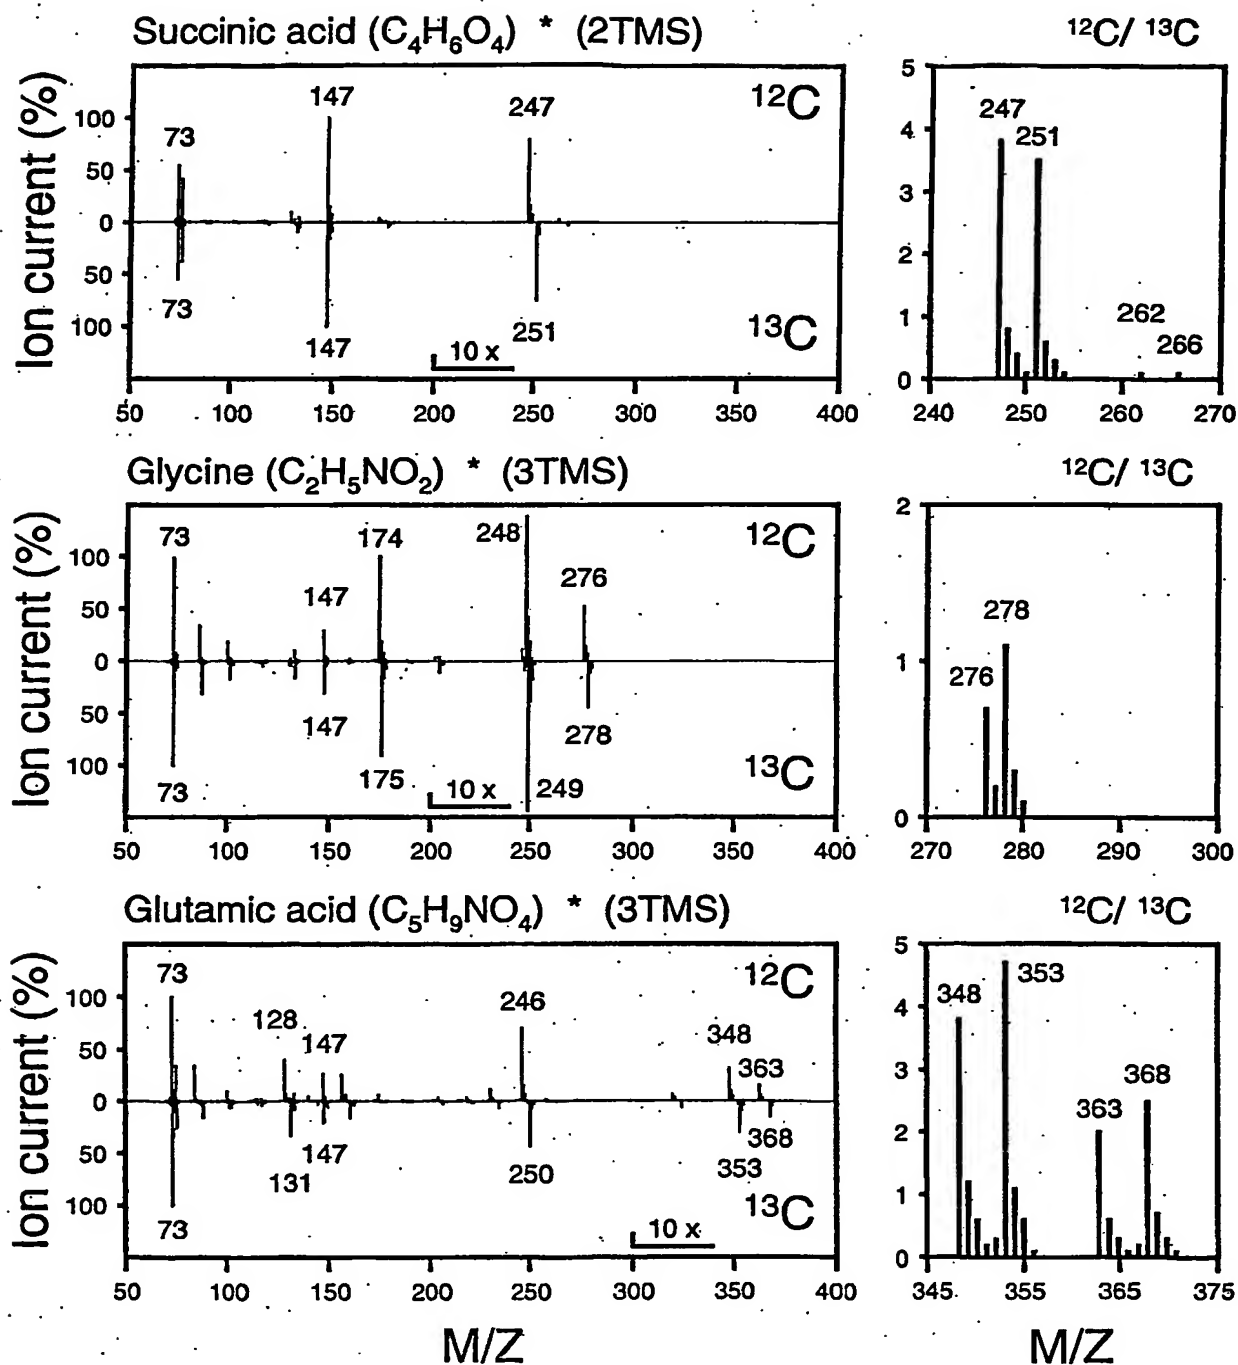 Succinic acid (C₄H₆O₄) * (2TMS)
¹²C/ ¹³C
Ion current (%)
100
50
0
50
100
73
147
247
¹²C
73
147
251
¹³C
10 x
50 100 150 200 250 300 350 400
5
4
3
2
1
0
247
251
262
266
240 250 260 270
Glycine (C₂H₅NO₂) * (3TMS)
¹²C/ ¹³C
Ion current (%)
100
50
0
50
100
73
147
174
248
276
¹²C
73
147
175
249
278
¹³C
10 x
50 100 150 200 250 300 350 400
2
1
0
276
278
270 280 290 300
Glutamic acid (C₅H₉NO₄) * (3TMS)
¹²C/ ¹³C
Ion current (%)
100
50
0
50
100
73
128
147
246
348
363
¹²C
73
131
147
250
353
368
¹³C
10 x
50 100 150 200 250 300 350 400
5
4
3
2
1
0
348
353
363
368
345 355 365 375
M/Z
M/Z